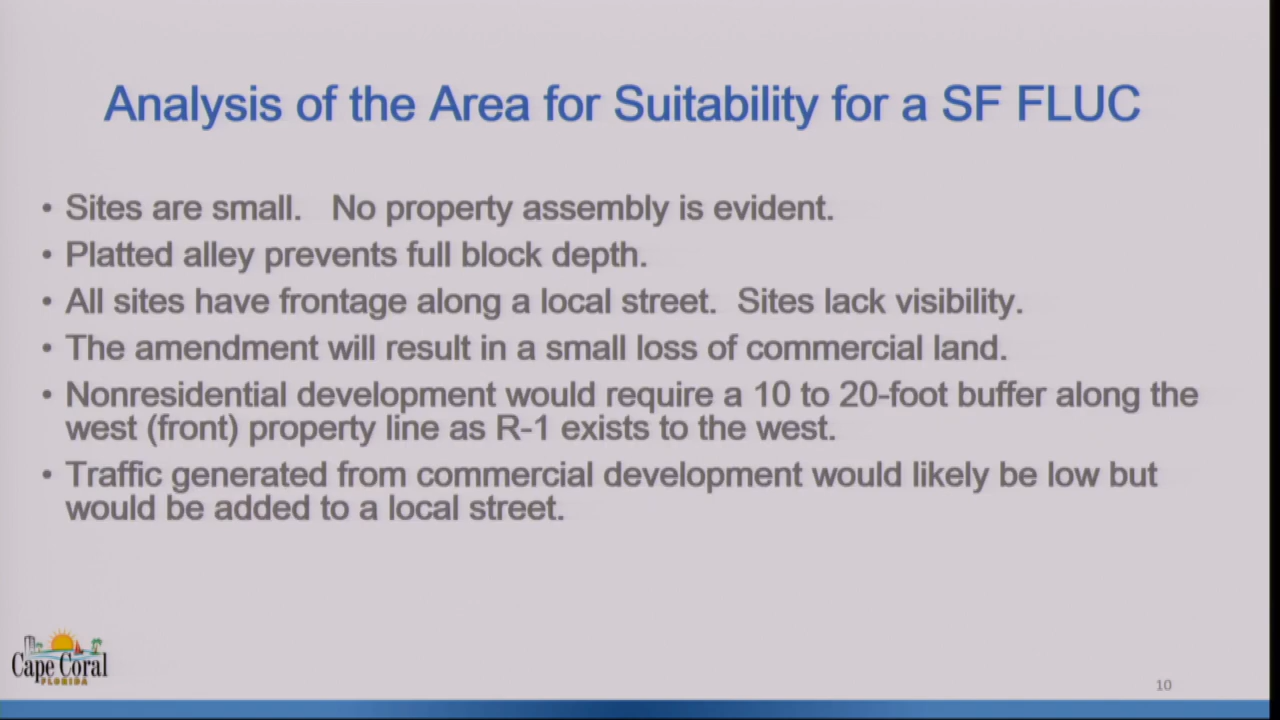 Analysis of the Area for Suitability for a SF FLUC
• Sites are small. No property assembly is evident.
• Platted alley prevents full block depth.
• All sites have frontage along a local street. Sites lack visibility.
• The amendment will result in a small loss of commercial land.
• Nonresidential development would require a 10 to 20-foot buffer along the
west (front) property line as R-1 exists to the west.
• Traffic generated from commercial development would likely be low but
would be added to a local street.
Cape Coral
FLORIDA
10